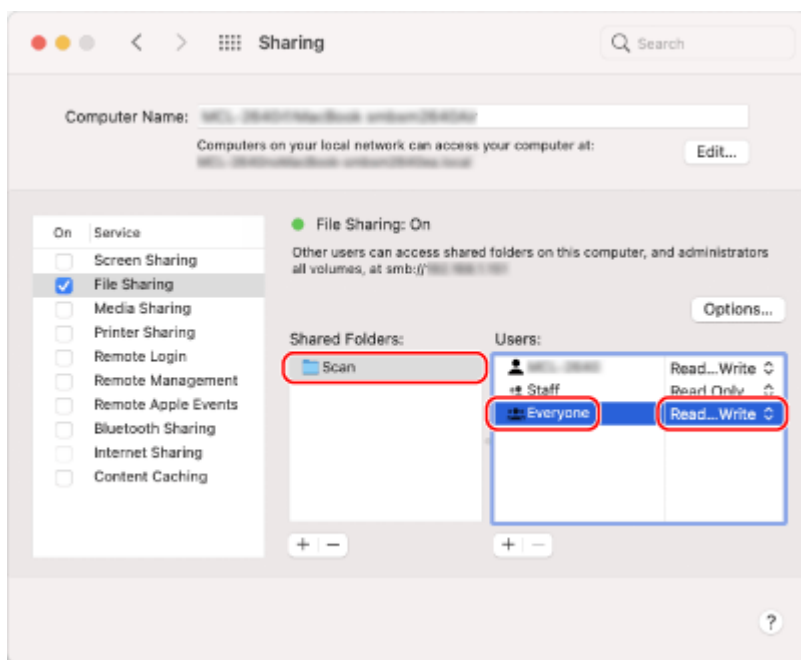 Sharing
Search
Computer Name:
Computers on your local network can access your computer at:
Edit...
On Service
Screen Sharing
File Sharing
Media Sharing
Printer Sharing
Remote Login
Remote Management
Remote Apple Events
Bluetooth Sharing
Internet Sharing
Content Caching
File Sharing: On
Other users can access shared folders on this computer, and administrators
all volumes, at smb://
Options...
Shared Folders:
Scan
Users:
Read...Write
Staff Read Only
Everyone Read...Write
+ −
+ −
?